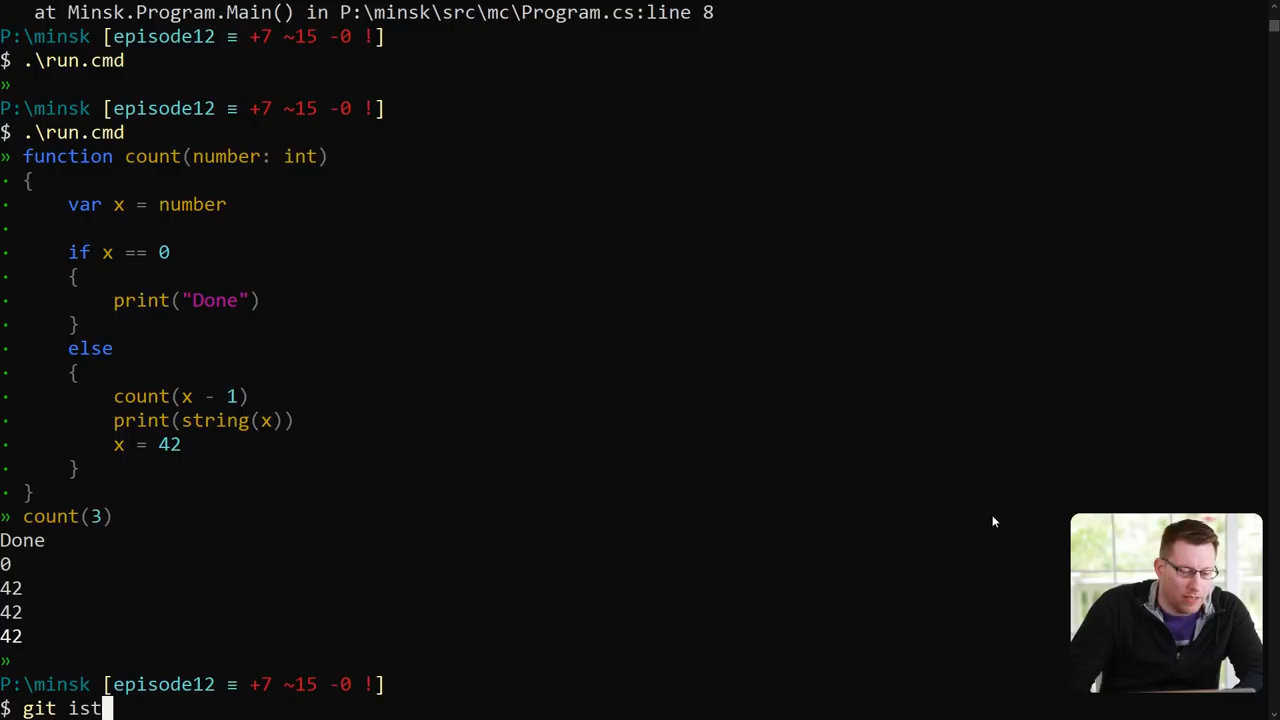 at Minsk.Program.Main() in P:\minsk\src\mc\Program.cs:line 8
P:\minsk [episode12 ≡ +7 ~15 -0 !]
$ .\run.cmd
»
P:\minsk [episode12 ≡ +7 ~15 -0 !]
$ .\run.cmd
» function count(number: int)
· {
·     var x = number
·
·     if x == 0
·     {
·         print("Done")
·     }
·     else
·     {
·         count(x - 1)
·         print(string(x))
·         x = 42
·     }
· }
» count(3)
Done
0
42
42
42
»
P:\minsk [episode12 ≡ +7 ~15 -0 !]
$ git ist